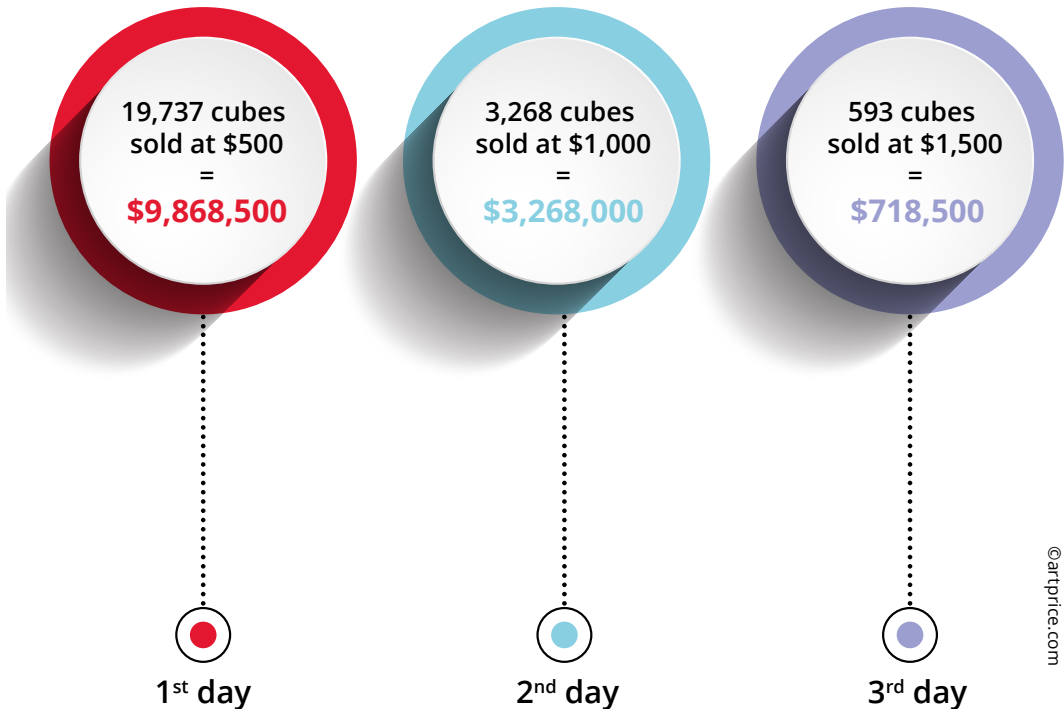 19,737 cubes
sold at $500
=
$9,868,500
3,268 cubes
sold at $1,000
=
$3,268,000
593 cubes
sold at $1,500
=
$718,500
1st day
2nd day
3rd day
©artprice.com